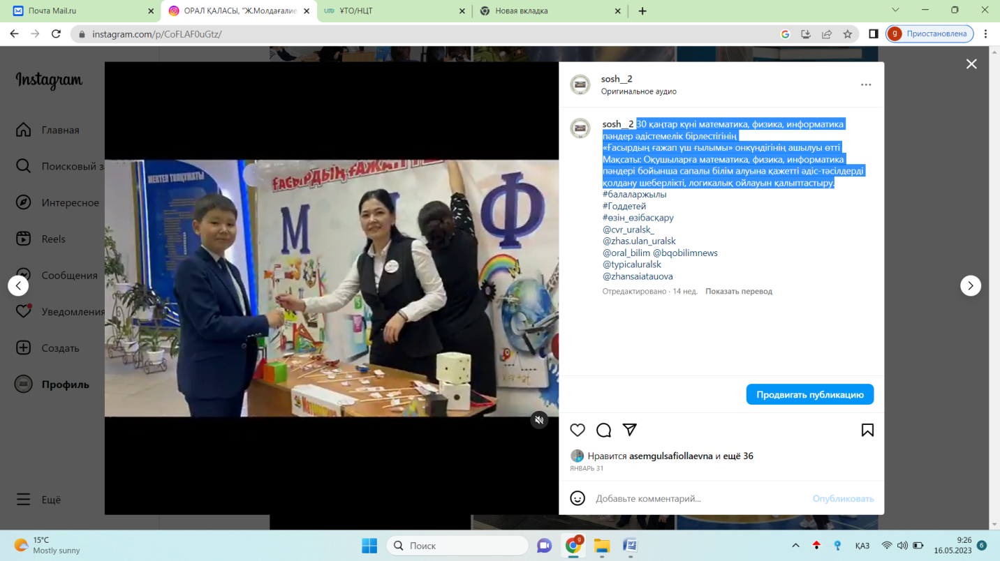 Почта Mail.ru
ОРАЛ ҚАЛАСЫ, "Ж.Молдағалие
ҰТО/НЦТ
Новая вкладка
instagram.com/p/CoFLAF0uGtz/
Приостановлена
Instagram
Главная
Поисковый з
Интересное
Reels
Сообщения
Уведомления
Создать
Профиль
Ещё
МЕКТЕП ТОЛҚУЖАТЫ
ҒАСЫРДЫҢ ҒАЖАП ҮШ
М И Ф
sosh__2
Оригинальное аудио
sosh__2 30 қаңтар күні математика, физика, информатика
пәндер әдістемелік бірлестігінің
«Ғасырдың ғажап үш ғылымы» онкүндігінің ашылуы өтті
Мақсаты: Оқушыларға математика, физика, информатика
пәндері бойынша сапалы білім алуына қажетті әдіс-тәсілдерді
қолдану шеберлікті, логикалық ойлауын қалыптастыру.
#балаларжылы
#Годдетей
#өзін_өзібасқару
@cvr_uralsk_
@zhas.ulan_uralsk
@oral_bilim @bqobilimnews
@typicaluralsk
@zhansaiatauova
Отредактировано · 14 нед. Показать перевод
Продвигать публикацию
Нравится asemgulsafiollaevna и ещё 36
ЯНВАРЬ 31
Добавьте комментарий...
Опубликовать
15°C
Mostly sunny
Поиск
ҚАЗ
9:26
16.05.2023
6